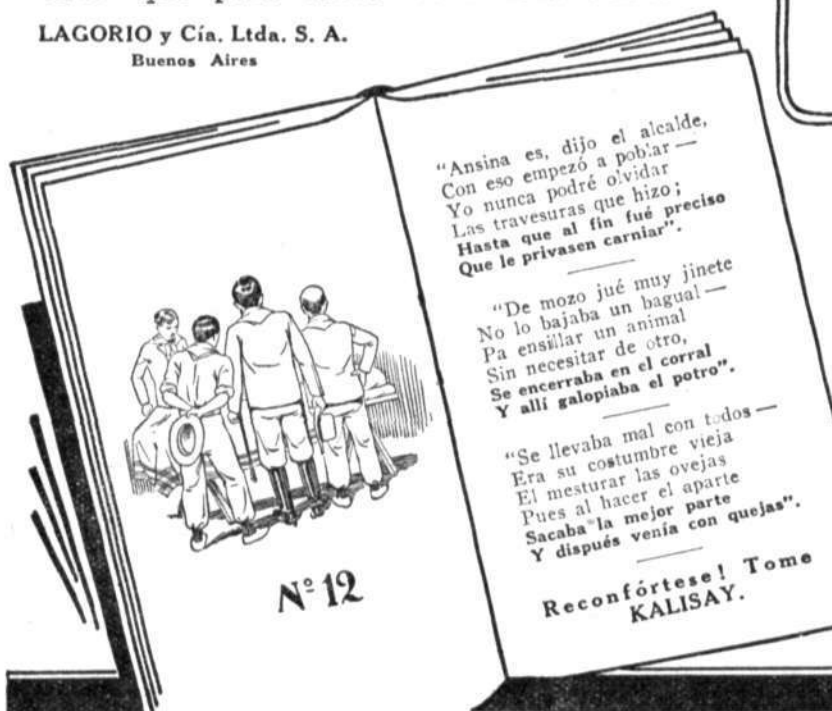 LAGORIO y Cía. Ltda. S. A.
Buenos Aires
"Ansina es, dijo el alcalde,
Con eso empezó a poblar —
Yo nunca podré olvidar
Las travesuras que hizo;
Hasta que al fin fué preciso
Que le privasen carniar".
"De mozo jué muy jinete
No lo bajaba un bagual —
Pa ensillar un animal
Sin necesitar de otro,
Se encerraba en el corral
Y allí galopiaba el potro".
"Se llevaba mal con todos —
Era su costumbre vieja
El mesturar las ovejas
Pues al hacer el aparte
Sacaba la mejor parte
Y dispués venía con quejas".
Reconfórtese! Tome
KALISAY.
Nº 12